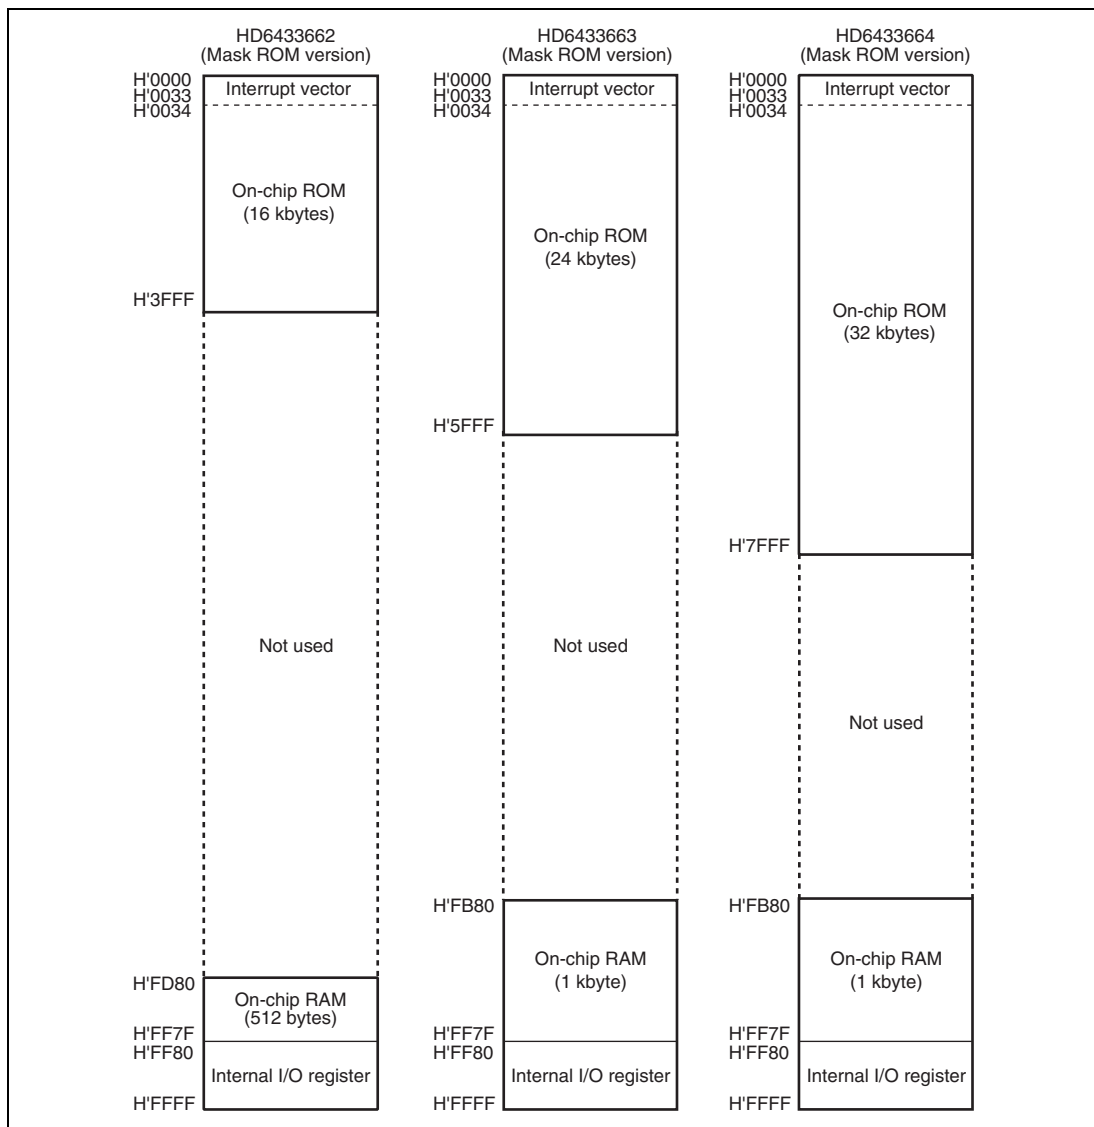 HD6433662
(Mask ROM version)
H'0000
H'0033
H'0034
Interrupt vector
On-chip ROM
(16 kbytes)
H'3FFF
Not used
H'FD80
On-chip RAM
(512 bytes)
H'FF7F
H'FF80
Internal I/O register
H'FFFF
HD6433663
(Mask ROM version)
H'0000
H'0033
H'0034
Interrupt vector
On-chip ROM
(24 kbytes)
H'5FFF
Not used
H'FB80
On-chip RAM
(1 kbyte)
H'FF7F
H'FF80
Internal I/O register
H'FFFF
HD6433664
(Mask ROM version)
H'0000
H'0033
H'0034
Interrupt vector
On-chip ROM
(32 kbytes)
H'7FFF
Not used
H'FB80
On-chip RAM
(1 kbyte)
H'FF7F
H'FF80
Internal I/O register
H'FFFF